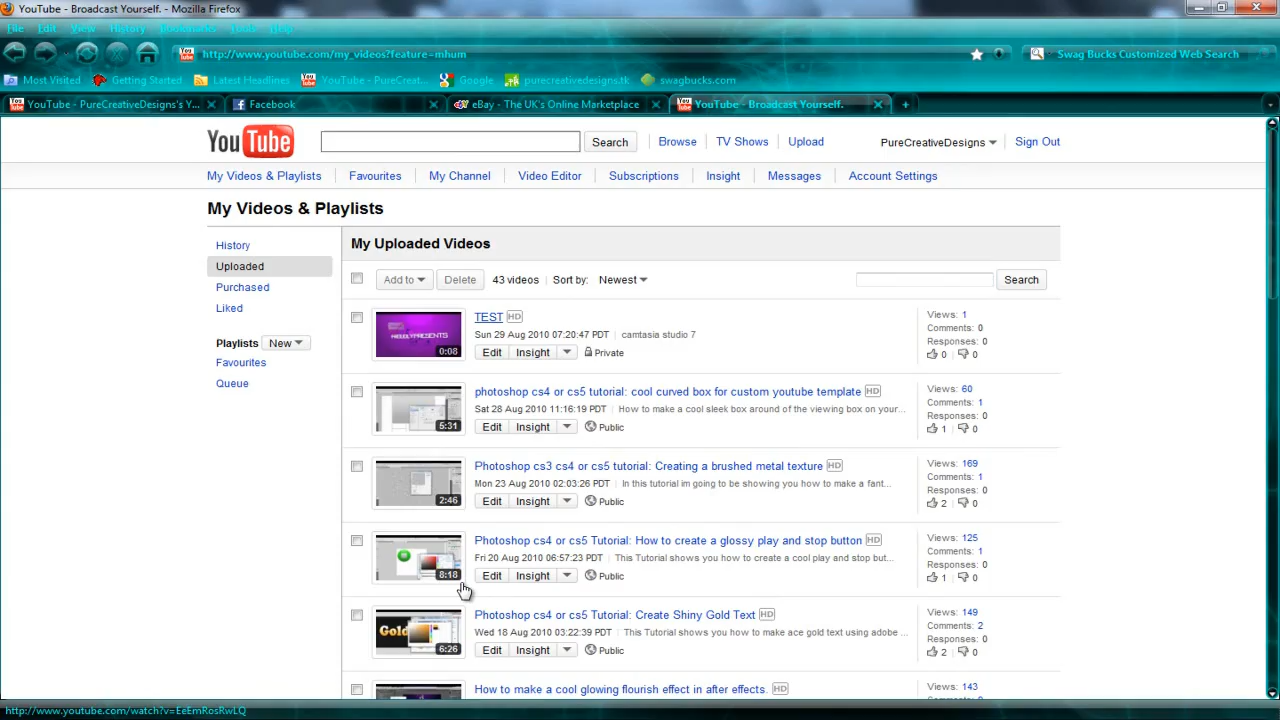 YouTube - Broadcast Yourself. - Mozilla Firefox
File Edit View History Bookmarks Tools Help
http://www.youtube.com/my_videos?feature=mhum
Swag Bucks Customized Web Search
Most Visited Getting Started Latest Headlines YouTube - PureCreat... Google purecreativedesigns.tk swagbucks.com
YouTube - PureCreativeDesigns's Y... Facebook eBay - The UK's Online Marketplace YouTube - Broadcast Yourself.
YouTube Search Browse TV Shows Upload PureCreativeDesigns Sign Out
My Videos & Playlists Favourites My Channel Video Editor Subscriptions Insight Messages Account Settings
My Videos & Playlists
History
Uploaded
Purchased
Liked
Playlists New
Favourites
Queue
My Uploaded Videos
Add to Delete 43 videos Sort by: Newest Search
TEST HD
Sun 29 Aug 2010 07:20:47 PDT camtasia studio 7
PROUDLY PRESENTS
0:08
Edit Insight Private
Views: 1
Comments: 0
Responses: 0
0 0
photoshop cs4 or cs5 tutorial: cool curved box for custom youtube template HD
Sat 28 Aug 2010 11:16:19 PDT How to make a cool sleek box around of the viewing box on your...
5:31
Edit Insight Public
Views: 60
Comments: 1
Responses: 0
1 0
Photoshop cs3 cs4 or cs5 tutorial: Creating a brushed metal texture HD
Mon 23 Aug 2010 02:03:26 PDT In this tutorial im going to be showing you how to make a fant...
2:46
Edit Insight Public
Views: 169
Comments: 1
Responses: 0
2 0
Photoshop cs4 or cs5 Tutorial: How to create a glossy play and stop button HD
Fri 20 Aug 2010 06:57:23 PDT This Tutorial shows you how to create a cool play and stop but...
8:18
Edit Insight Public
Views: 125
Comments: 1
Responses: 0
1 0
Photoshop cs4 or cs5 Tutorial: Create Shiny Gold Text HD
Wed 18 Aug 2010 03:22:39 PDT This Tutorial shows you how to make ace gold text using adobe ...
Gold
6:26
Edit Insight Public
Views: 149
Comments: 2
Responses: 0
2 0
How to make a cool glowing flourish effect in after effects. HD
Views: 143
http://www.youtube.com/watch?v=EeEmRosRwLQ